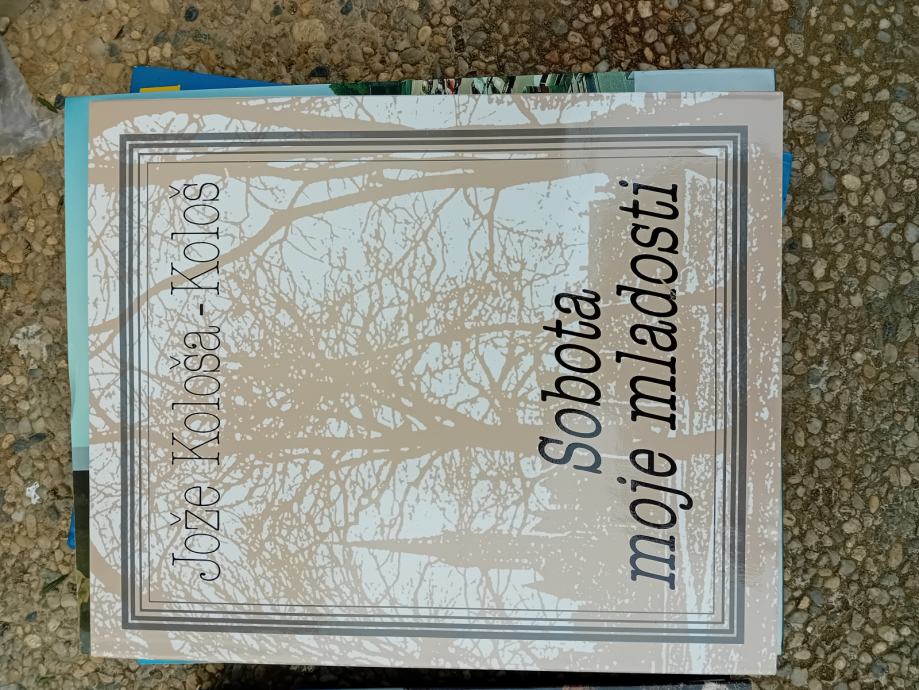 Jože Kološa - Kološ
Sobota
moje mladosti